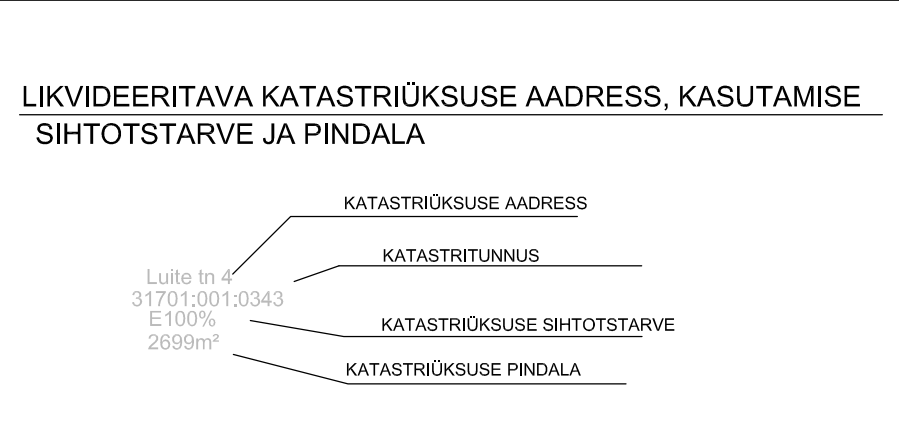 LIKVIDEERITAVA KATASTRIÜKSUSE AADRESS, KASUTAMISE
SIHTOTSTARVE JA PINDALA
KATASTRIÜKSUSE AADRESS
KATASTRITUNNUS
Luite tn 4
31701:001:0343
E100%
KATASTRIÜKSUSE SIHTOTSTARVE
2699m²
KATASTRIÜKSUSE PINDALA